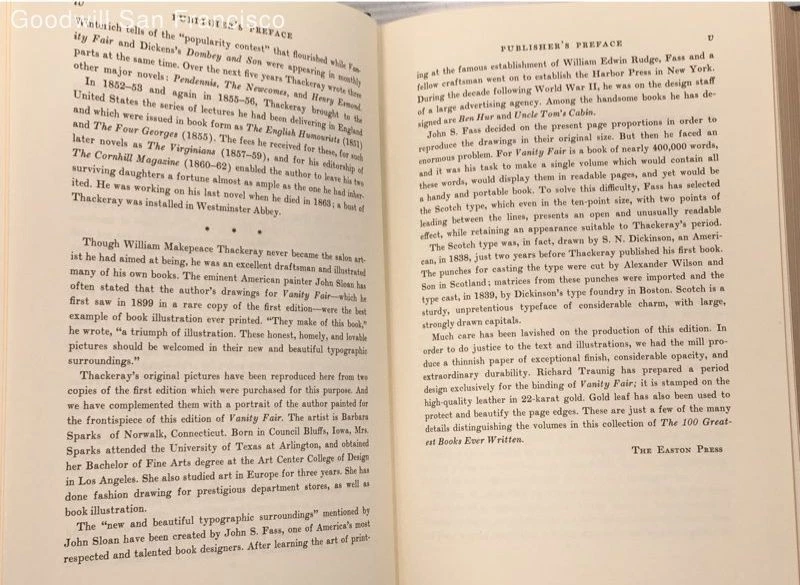 Goodwill San Francisco
iv
PUBLISHER'S PREFACE
Winterich tells of the "popularity contest" that flourished while Van-
ity Fair and Dickens's Dombey and Son were appearing in monthly
parts at the same time. Over the next five years Thackeray wrote three
other major novels: Pendennis, The Newcomes, and Henry Esmond.
In 1852–53 and again in 1855–56, Thackeray brought to the
United States the series of lectures he had been delivering in England
and which were issued in book form as The English Humourists (1851)
and The Four Georges (1855). The fees he received for these, for such
later novels as The Virginians (1857–59), and for his editorship of
The Cornhill Magazine (1860–62) enabled the author to leave his two
surviving daughters a fortune almost as ample as the one he had inher-
ited. He was working on his last novel when he died in 1863; a bust of
Thackeray was installed in Westminster Abbey.
* * *
Though William Makepeace Thackeray never became the salon art-
ist he had aimed at being, he was an excellent draftsman and illustrated
many of his own books. The eminent American painter John Sloan has
often stated that the author's drawings for Vanity Fair—which he
first saw in 1899 in a rare copy of the first edition—were the best
example of book illustration ever printed. "They make of this book,"
he wrote, "a triumph of illustration. These honest, homely, and lovable
pictures should be welcomed in their new and beautiful typographic
surroundings."
Thackeray's original pictures have been reproduced here from two
copies of the first edition which were purchased for this purpose. And
we have complemented them with a portrait of the author painted for
the frontispiece of this edition of Vanity Fair. The artist is Barbara
Sparks of Norwalk, Connecticut. Born in Council Bluffs, Iowa, Mrs.
Sparks attended the University of Texas at Arlington, and obtained
her Bachelor of Fine Arts degree at the Art Center College of Design
in Los Angeles. She also studied art in Europe for three years. She has
done fashion drawing for prestigious department stores, as well as
book illustration.
The "new and beautiful typographic surroundings" mentioned by
John Sloan have been created by John S. Fass, one of America's most
respected and talented book designers. After learning the art of print-
PUBLISHER'S PREFACE
v
ing at the famous establishment of William Edwin Rudge, Fass and a
fellow craftsman went on to establish the Harbor Press in New York.
During the decade following World War II, he was on the design staff
of a large advertising agency. Among the handsome books he has de-
signed are Ben Hur and Uncle Tom's Cabin.
John S. Fass decided on the present page proportions in order to
reproduce the drawings in their original size. But then he faced an
enormous problem. For Vanity Fair is a book of nearly 400,000 words,
and it was his task to make a single volume which would contain all
these words, would display them in readable pages, and yet would be
a handy and portable book. To solve this difficulty, Fass has selected
the Scotch type, which even in the ten-point size, with two points of
leading between the lines, presents an open and unusually readable
effect, while retaining an appearance suitable to Thackeray's period.
The Scotch type was, in fact, drawn by S. N. Dickinson, an Ameri-
can, in 1838, just two years before Thackeray published his first book.
The punches for casting the type were cut by Alexander Wilson and
Son in Scotland; matrices from these punches were imported and the
type cast, in 1839, by Dickinson's type foundry in Boston. Scotch is a
sturdy, unpretentious typeface of considerable charm, with large,
strongly drawn capitals.
Much care has been lavished on the production of this edition. In
order to do justice to the text and illustrations, we had the mill pro-
duce a thinnish paper of exceptional finish, considerable opacity, and
extraordinary durability. Richard Traunig has prepared a period
design exclusively for the binding of Vanity Fair; it is stamped on the
high-quality leather in 22-karat gold. Gold leaf has also been used to
protect and beautify the page edges. These are just a few of the many
details distinguishing the volumes in this collection of The 100 Great-
est Books Ever Written.
THE EASTON PRESS